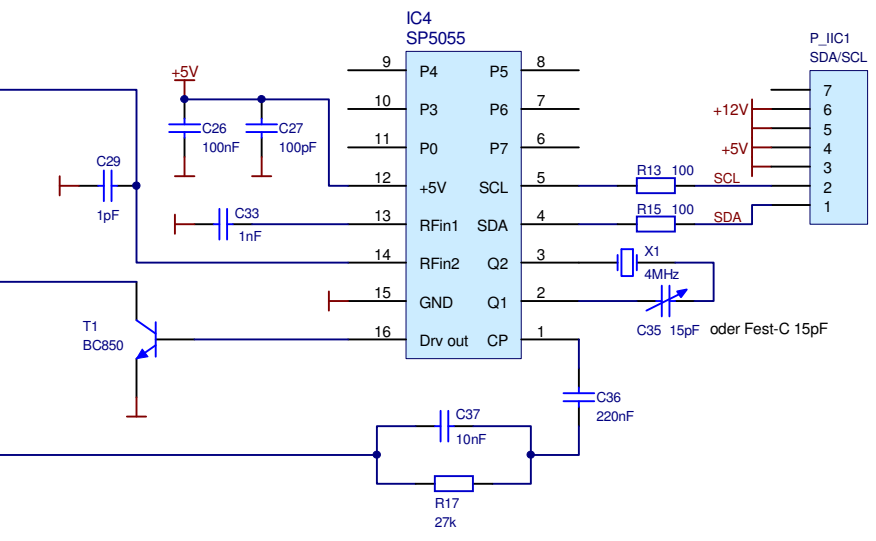 IC4
SP5055
P_IIC1
SDA/SCL
+5V
C26
100nF
C27
100pF
C29
1pF
C33
1nF
9 P4 P5 8
10 P3 P6 7
11 P0 P7 6
12 +5V SCL 5
13 RFin1 SDA 4
14 RFin2 Q2 3
15 GND Q1 2
16 Drv out CP 1
R13 100
SCL
R15 100
SDA
+12V
+5V
7
6
5
4
3
2
1
X1
4MHz
C35 15pF oder Fest-C 15pF
T1
BC850
C36
220nF
C37
10nF
R17
27k